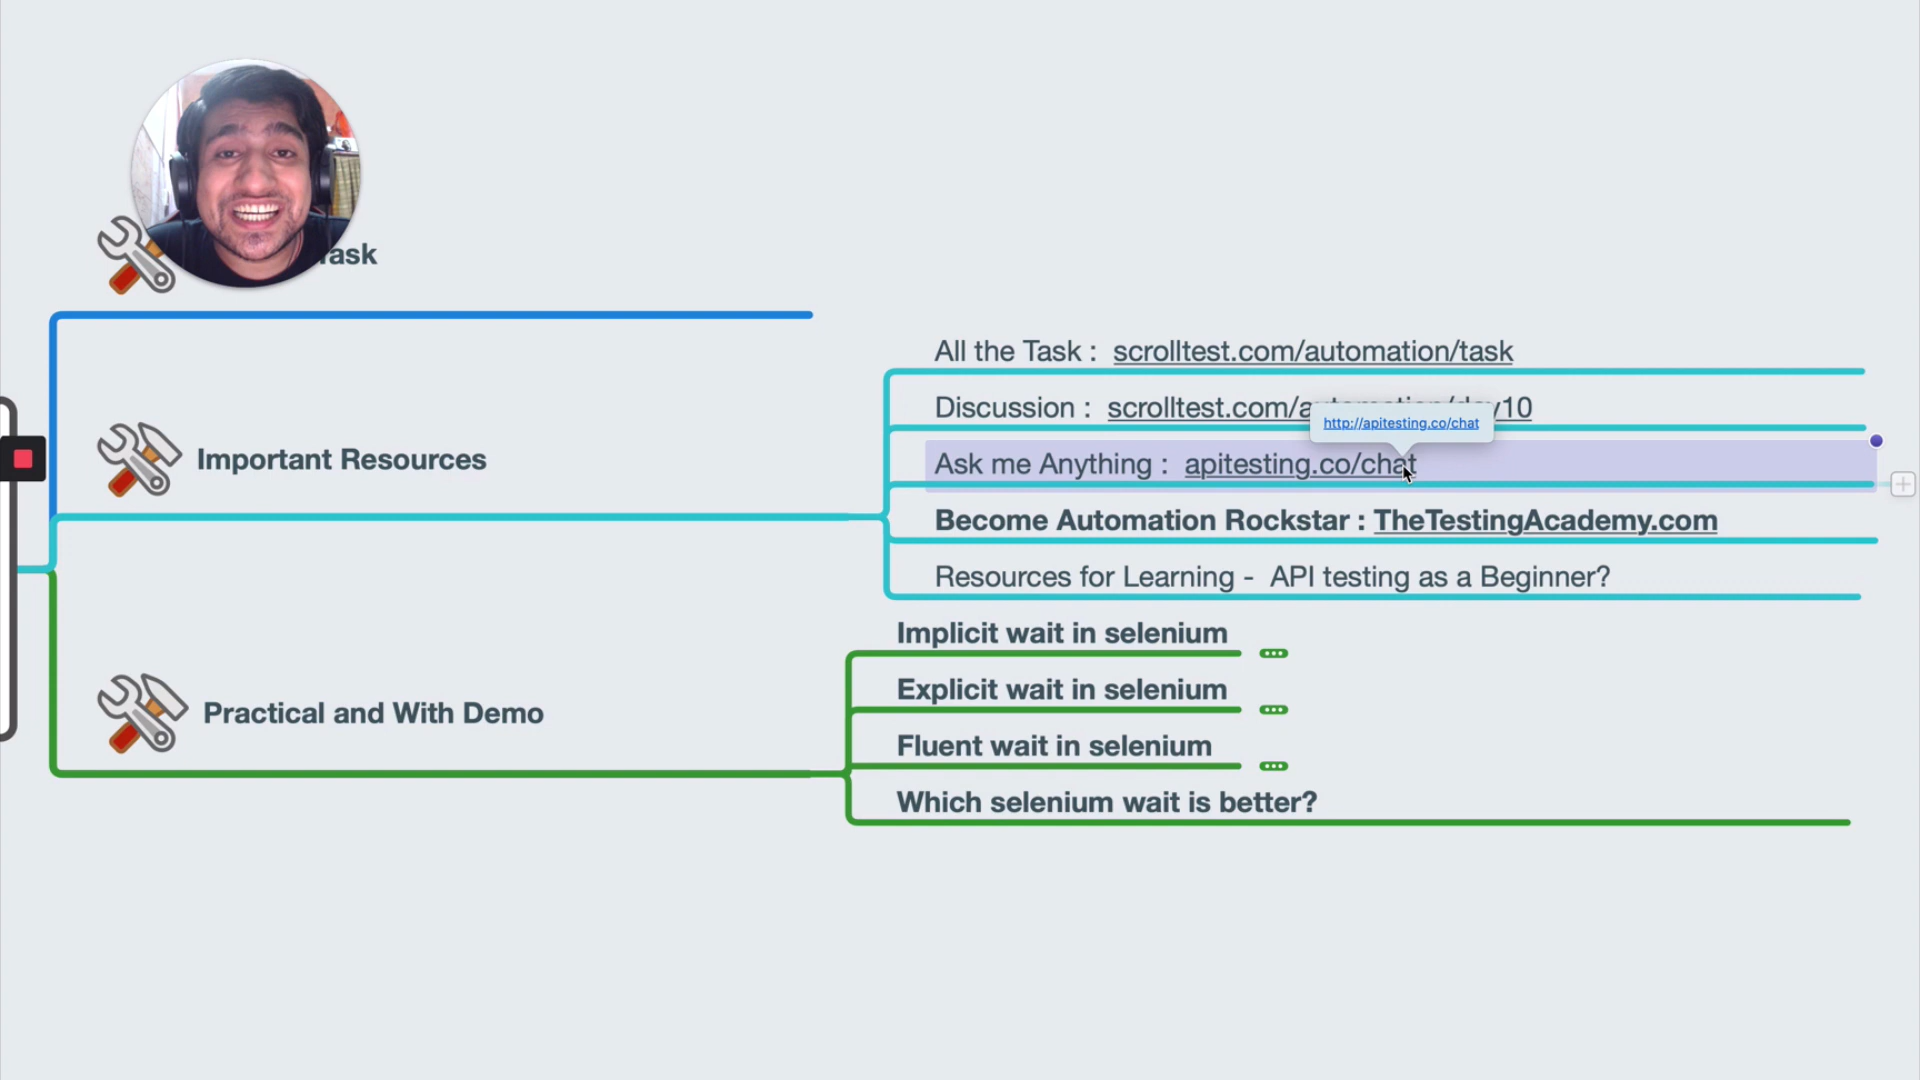 ask
All the Task : scrolltest.com/automation/task
Discussion : scrolltest.com/automation/day10
http://apitesting.co/chat
Important Resources
Ask me Anything : apitesting.co/chat
Become Automation Rockstar : TheTestingAcademy.com
Resources for Learning - API testing as a Beginner?
Implicit wait in selenium
Explicit wait in selenium
Practical and With Demo
Fluent wait in selenium
Which selenium wait is better?